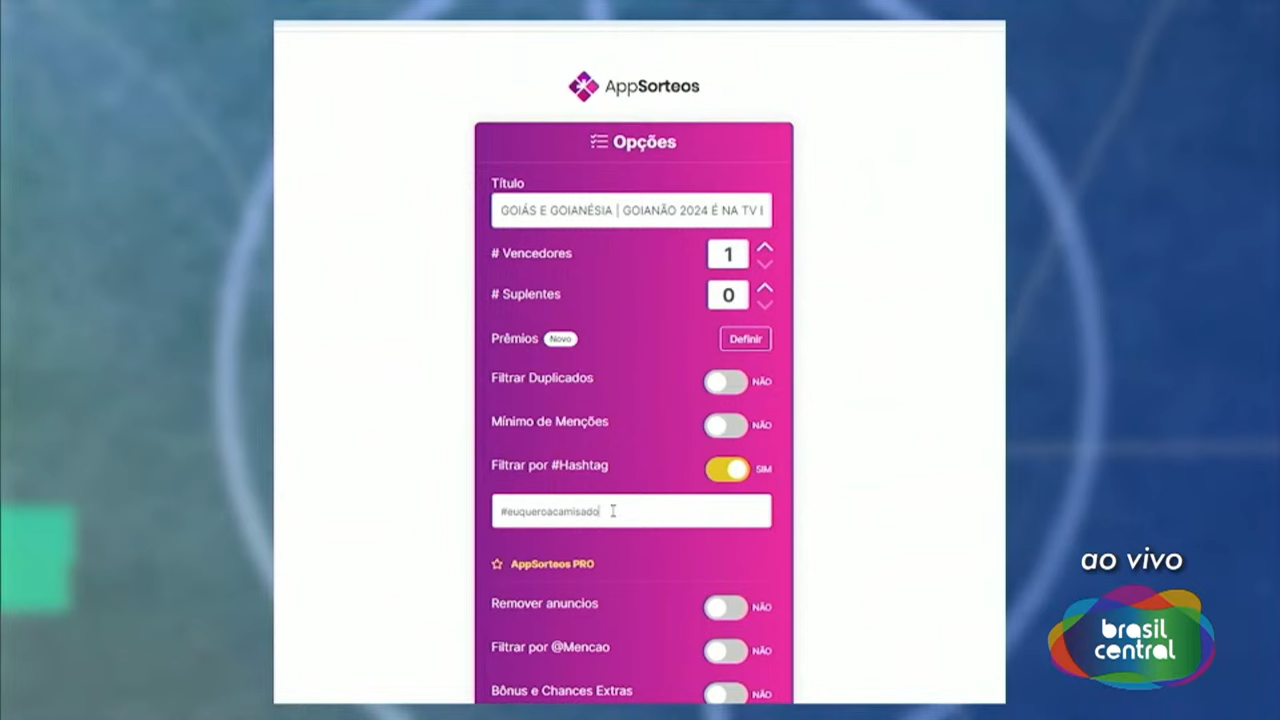 AppSorteos
Opções
Título
GOIÁS E GOIANÉSIA | GOIANÃO 2024 É NA TV
# Vencedores 1
# Suplentes 0
Prêmios Novo Definir
Filtrar Duplicados NÃO
Mínimo de Menções NÃO
Filtrar por #Hashtag SIM
#euqueroacamisado
AppSorteos PRO
Remover anuncios NÃO
Filtrar por @Mencao NÃO
Bônus e Chances Extras NÃO
ao vivo
brasil
central